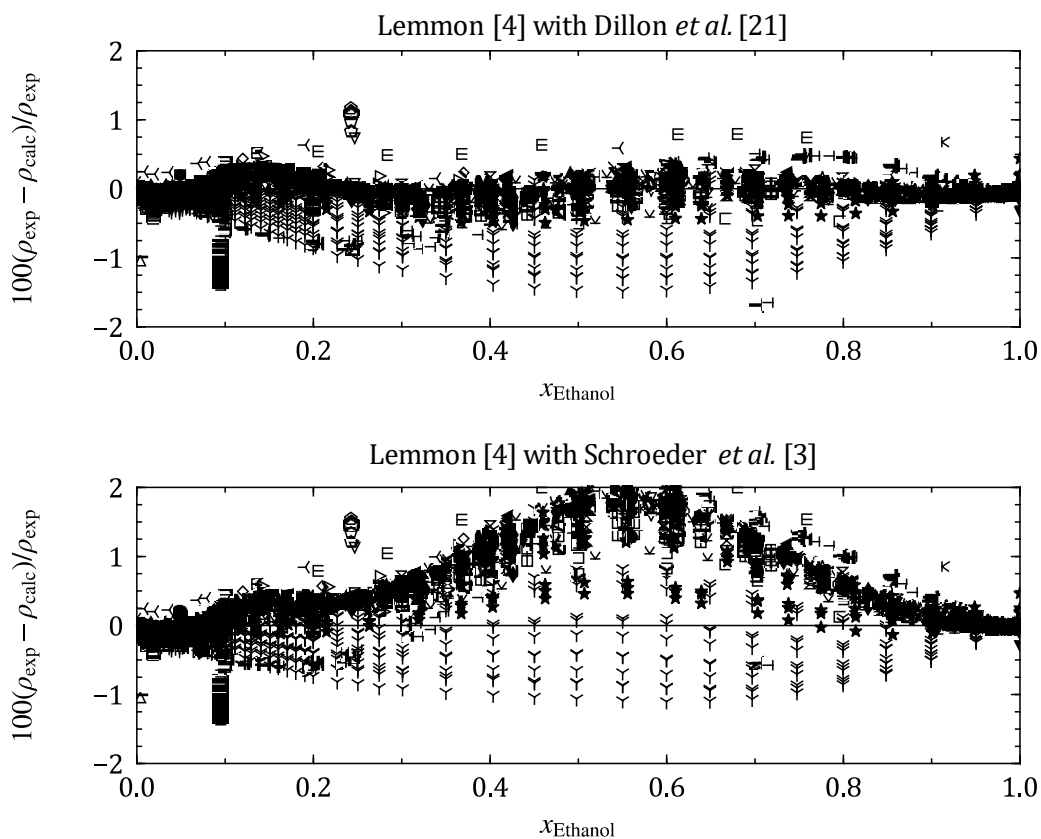 Lemmon [4] with Dillon et al. [21]
100(ρexp − ρcalc)/ρexp
2
1
0
−1
−2
0.0 0.2 0.4 0.6 0.8 1.0
xEthanol
Lemmon [4] with Schroeder et al. [3]
100(ρexp − ρcalc)/ρexp
2
1
0
−1
−2
0.0 0.2 0.4 0.6 0.8 1.0
xEthanol